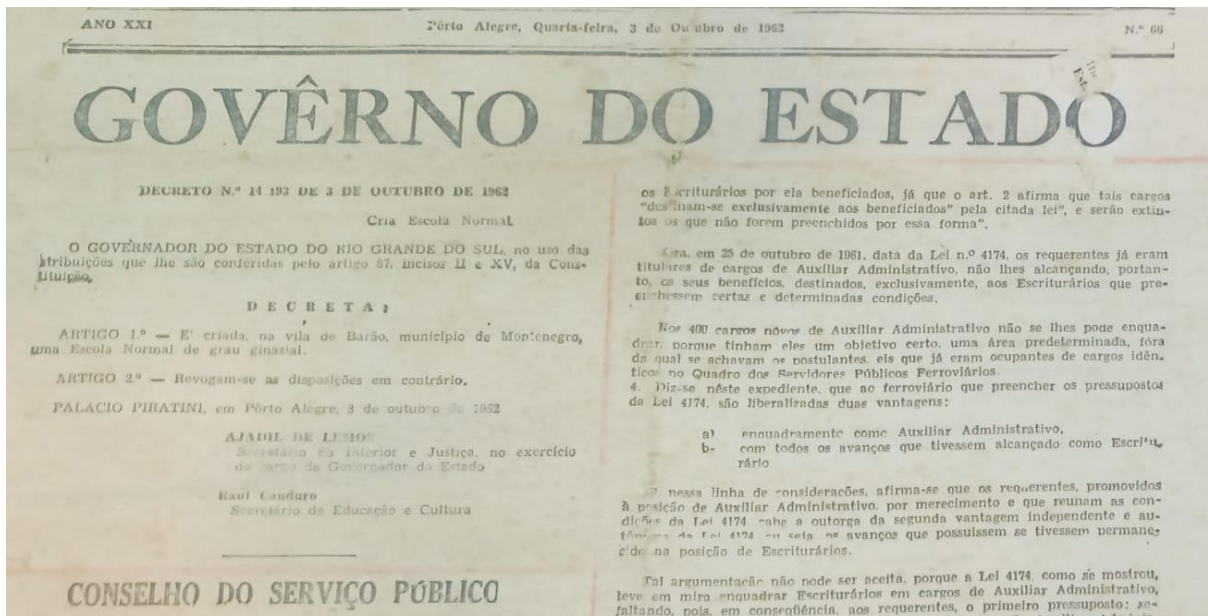 ANO XXI
Pôrto Alegre, Quarta-feira, 3 de Outubro de 1962
N.º 66
GOVÊRNO DO ESTADO
DECRETO N.º 14 193 DE 3 DE OUTUBRO DE 1962
Cria Escola Normal
O GOVERNADOR DO ESTADO DO RIO GRANDE DO SUL, no uso das
atribuições que lhe são conferidas pelo artigo 87, incisos II e XV, da Cons-
tituição,
DECRETA:
ARTIGO 1.º — E' criada, na vila de Barão, município de Montenegro,
uma Escola Normal de grau ginasial.
ARTIGO 2.º — Revogam-se as disposições em contrário.
PALACIO PIRATINI, em Pôrto Alegre, 3 de outubro de 1962
AJADIL DE LEMOS
Secretário do Interior e Justiça, no exercício
do cargo de Governador do Estado
Raul Cauduro
Secretário de Educação e Cultura
CONSELHO DO SERVIÇO PÚBLICO
os Escriturários por ela beneficiados, já que o art. 2 afirma que tais cargos
"destinam-se exclusivamente aos beneficiados" pela citada lei", e serão extin-
tos os que não forem preenchidos por essa forma".
Ora, em 25 de outubro de 1961, data da Lei n.º 4174, os requerentes já eram
titulares de cargos de Auxiliar Administrativo, não lhes alcançando, portan-
to, os seus benefícios, destinados, exclusivamente, aos Escriturários que pre-
enchessem certas e determinadas condições.
Nos 400 cargos novos de Auxiliar Administrativo não se lhes pode enqua-
drar, porque tinham eles um objetivo certo, uma área predeterminada, fóra
da qual se achavam os postulantes, eis que já eram ocupantes de cargos idên-
ticos no Quadro dos Servidores Públicos Ferroviários.
4. Diz-se nêste expediente, que ao ferroviário que preencher os pressupostos
da Lei 4174, são liberalizadas duas vantagens:
a) enquadramento como Auxiliar Administrativo,
b- com todos os avanços que tivessem alcançado como Escritu-
rário
nessa linha de considerações, afirma-se que os requerentes, promovidos
à posição de Auxiliar Administrativo, por merecimento e que reunam as con-
dições da Lei 4174 cabe a outorga da segunda vantagem independente e au-
da Lei 4174 ou seja os avanços que possuissem se tivessem permane-
cido na posição de Escriturários.
Tal argumentação não pode ser aceita, porque a Lei 4174, como se mostrou,
teve em mira enquadrar Escriturários em cargos de Auxiliar Administrativo,
faltando, pois, em conseqüência, aos requerentes, o primeiro pressuposto: